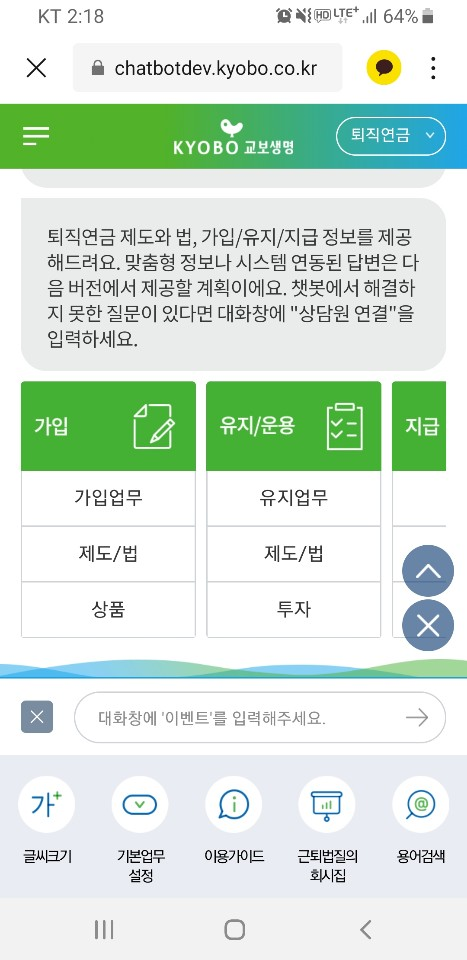 KT 2:18
HD LTE+ 64%
chatbotdev.kyobo.co.kr
KYOBO 교보생명
퇴직연금
퇴직연금 제도와 법, 가입/유지/지급 정보를 제공
해드려요. 맞춤형 정보나 시스템 연동된 답변은 다
음 버전에서 제공할 계획이에요. 챗봇에서 해결하
지 못한 질문이 있다면 대화창에 "상담원 연결"을
입력하세요.
가입
유지/운용
지급
가입업무
유지업무
제도/법
제도/법
상품
투자
대화창에 '이벤트'를 입력해주세요.
가+
글씨크기
기본업무
설정
이용가이드
근퇴법질의
회시집
@
용어검색